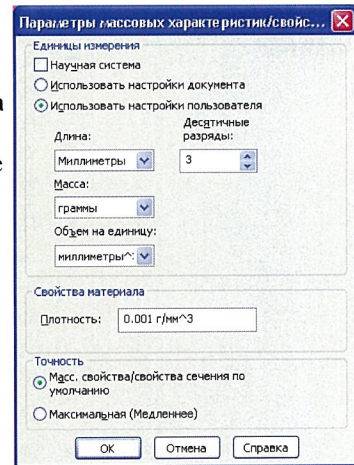 Параметры массовых характеристик/свойс...
Единицы измерения
Научная система
Использовать настройки документа
Использовать настройки пользователя
Длина:
Десятичные разряды:
Миллиметры
3
Масса:
граммы
Объем на единицу:
миллиметры^
Свойства материала
Плотность:
0.001 г/мм^3
Точность
Масс. свойства/свойства сечения по
умолчанию
Максимальная (Медленнее)
ОК
Отмена
Справка